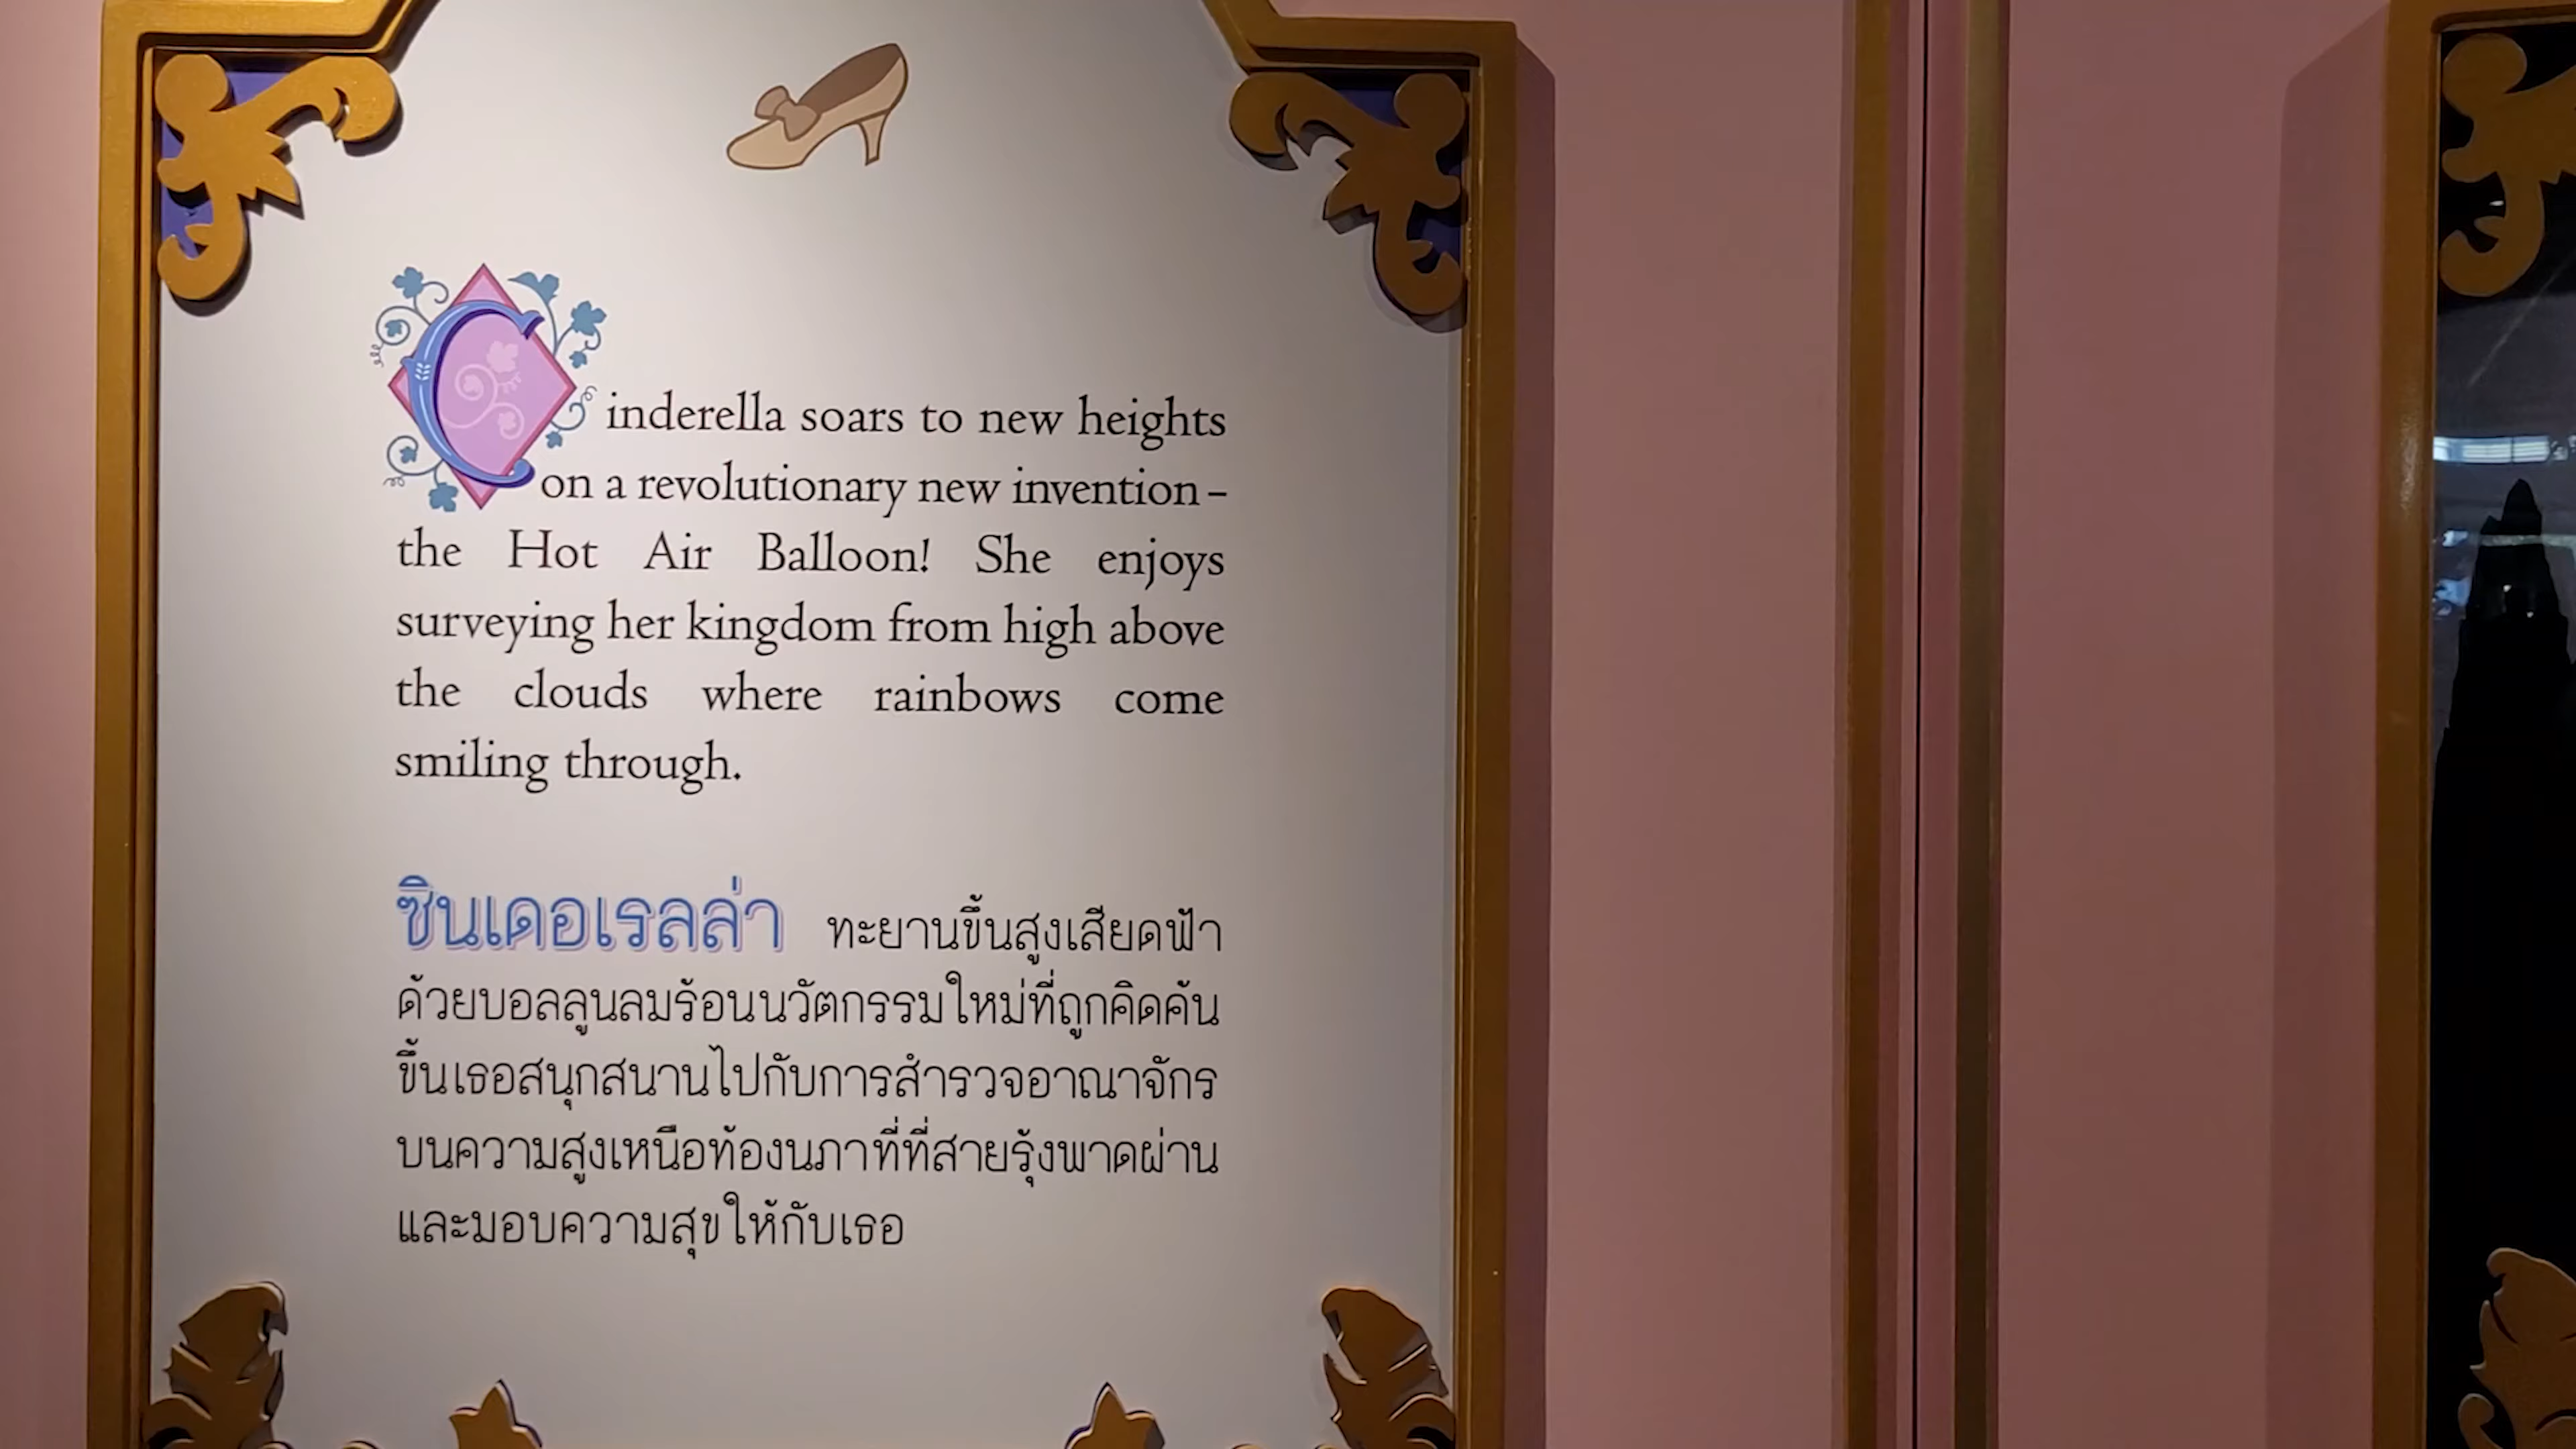 Cinderella soars to new heights
on a revolutionary new invention –
the Hot Air Balloon! She enjoys
surveying her kingdom from high above
the clouds where rainbows come
smiling through.
ซินเดอเรลล่า ทะยานขึ้นสูงเสียดฟ้า
ด้วยบอลลูนลมร้อนนวัตกรรมใหม่ที่ถูกคิดค้น
ขึ้นเธอสนุกสนานไปกับการสำรวจอาณาจักร
บนความสูงเหนือท้องนภาที่ที่สายรุ้งพาดผ่าน
และมอบความสุขให้กับเธอ